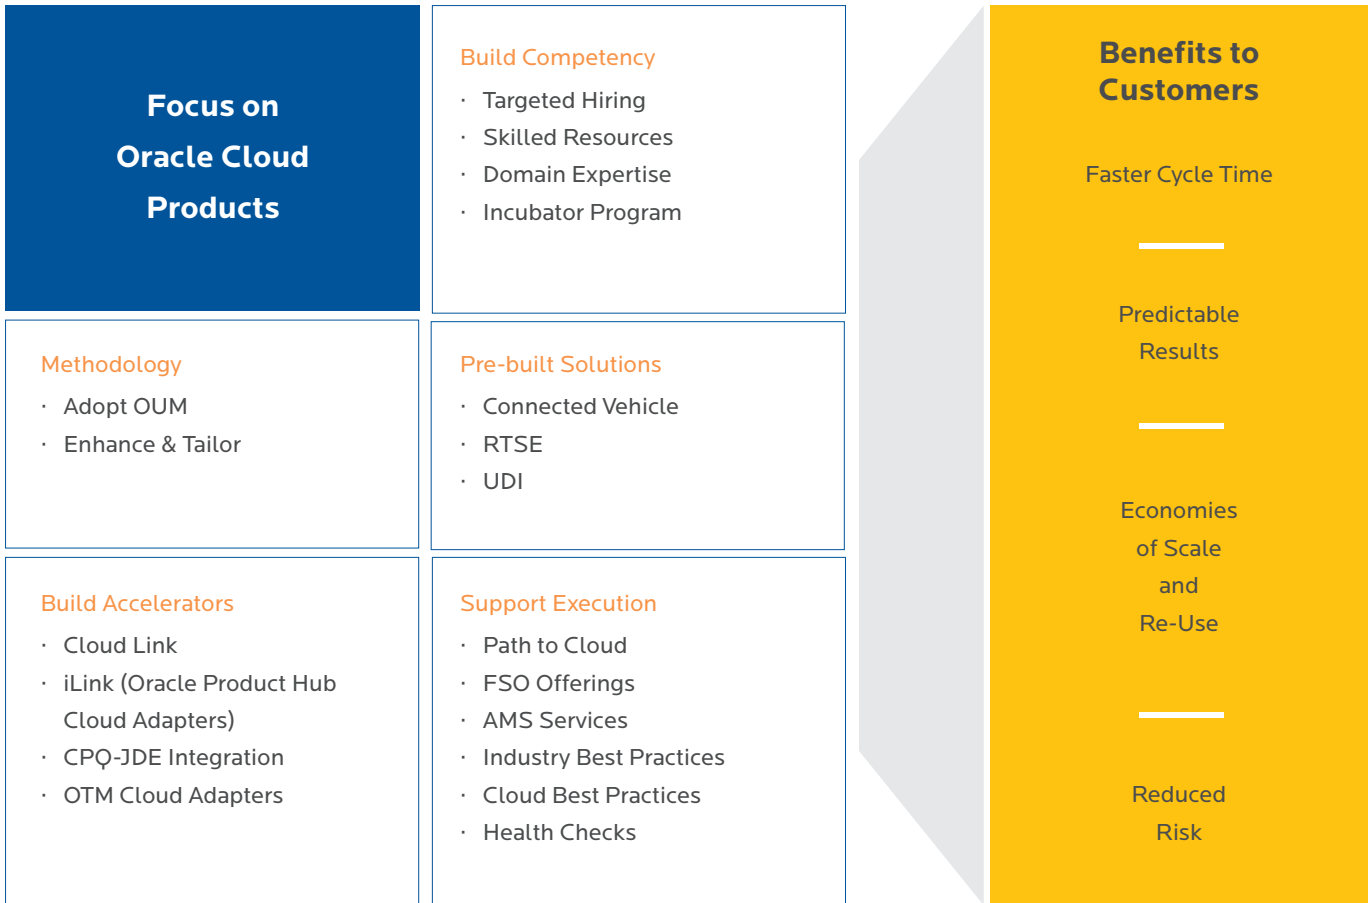 Focus on
Oracle Cloud
Products
Build Competency
· Targeted Hiring
· Skilled Resources
· Domain Expertise
· Incubator Program
Methodology
· Adopt OUM
· Enhance & Tailor
Pre-built Solutions
· Connected Vehicle
· RTSE
· UDI
Build Accelerators
· Cloud Link
· iLink (Oracle Product Hub
Cloud Adapters)
· CPQ-JDE Integration
· OTM Cloud Adapters
Support Execution
· Path to Cloud
· FSO Offerings
· AMS Services
· Industry Best Practices
· Cloud Best Practices
· Health Checks
Benefits to
Customers
Faster Cycle Time
Predictable
Results
Economies
of Scale
and
Re-Use
Reduced
Risk